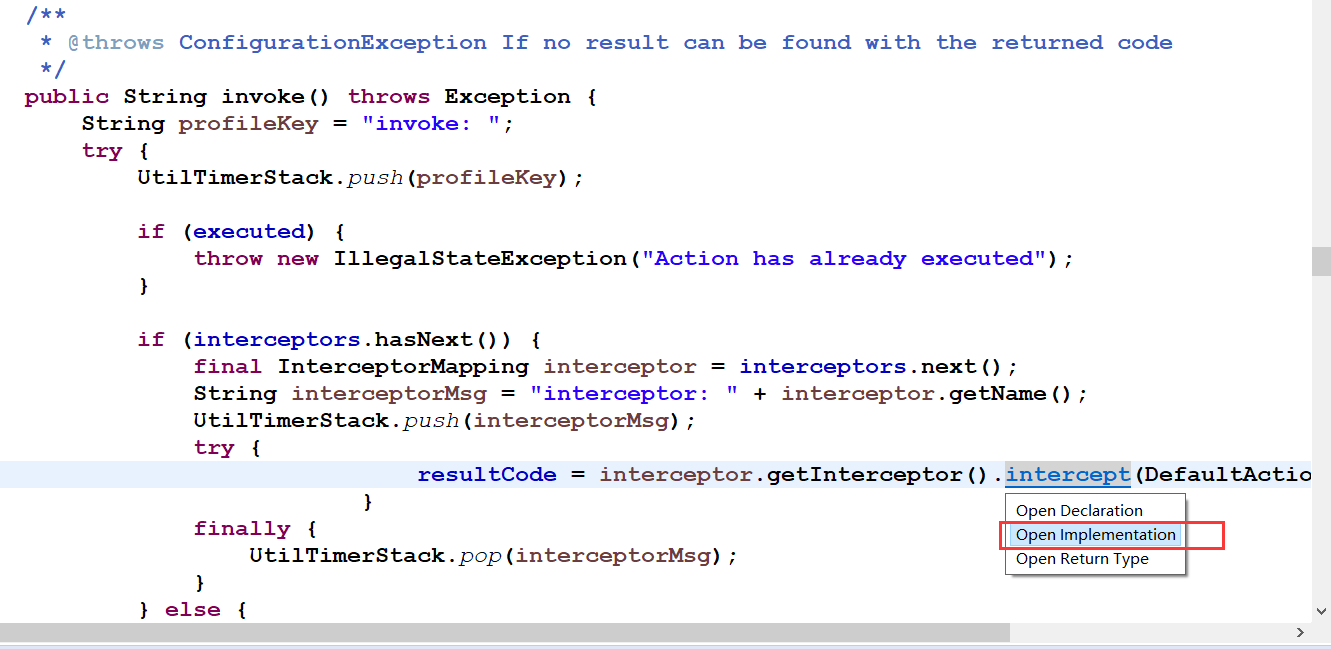 /**
 * @throws ConfigurationException If no result can be found with the returned code
 */
public String invoke() throws Exception {
    String profileKey = "invoke: ";
    try {
        UtilTimerStack.push(profileKey);

        if (executed) {
            throw new IllegalStateException("Action has already executed");
        }

        if (interceptors.hasNext()) {
            final InterceptorMapping interceptor = interceptors.next();
            String interceptorMsg = "interceptor: " + interceptor.getName();
            UtilTimerStack.push(interceptorMsg);
            try {
                            resultCode = interceptor.getInterceptor().intercept(DefaultActio
                        }
Open Declaration
Open Implementation
Open Return Type
            finally {
                UtilTimerStack.pop(interceptorMsg);
            }
        } else {